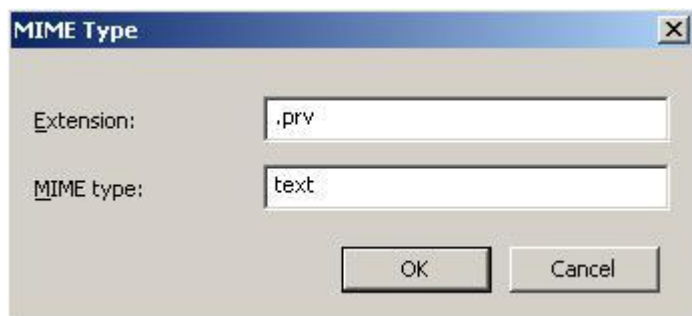 MIME Type
Extension: .prv
MIME type: text
OK Cancel